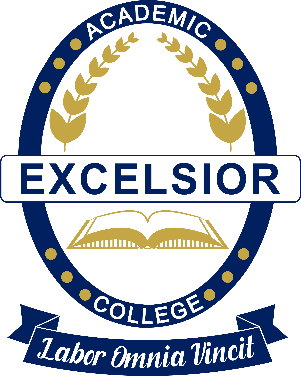 ACADEMIC
EXCELSIOR
COLLEGE
Labor Omnia Vincit